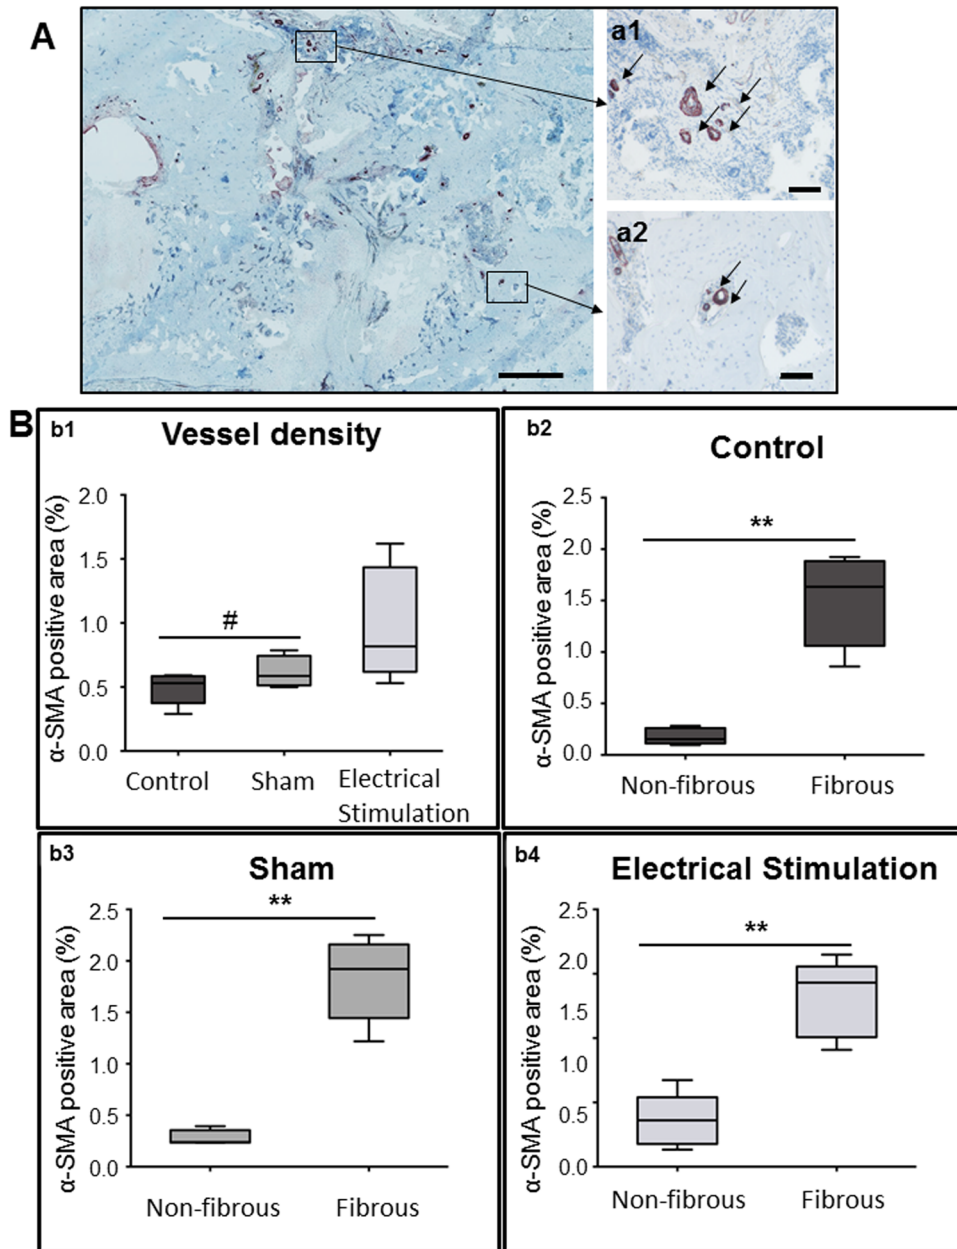 A
a1
a2
B
b1
Vessel density
α-SMA positive area (%)
2.0
1.5
1.0
0.5
0.0
#
Control
Sham
Electrical
Stimulation
b2
Control
α-SMA positive area (%)
2.5
2.0
1.5
1.0
0.5
0.0
**
Non-fibrous
Fibrous
b3
Sham
α-SMA positive area (%)
2.5
2.0
1.5
1.0
0.5
0.0
**
Non-fibrous
Fibrous
b4
Electrical Stimulation
α-SMA positive area (%)
2.5
2.0
1.5
1.0
0.5
0.0
**
Non-fibrous
Fibrous